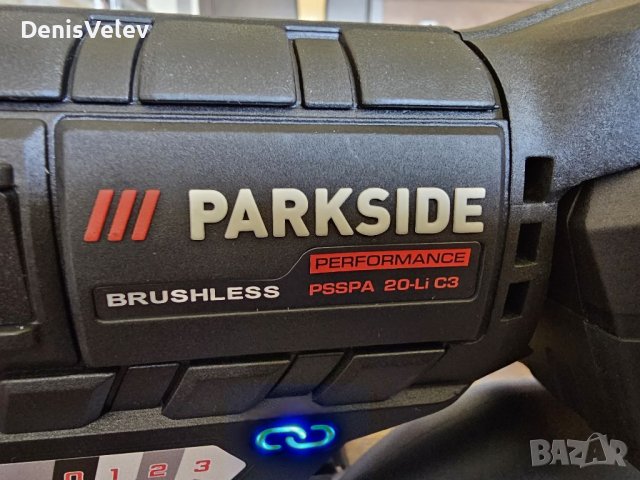 DenisVelev
/// PARKSIDE
PERFORMANCE
BRUSHLESS PSSPA 20-Li C3
0 1 2 3
BAZAR